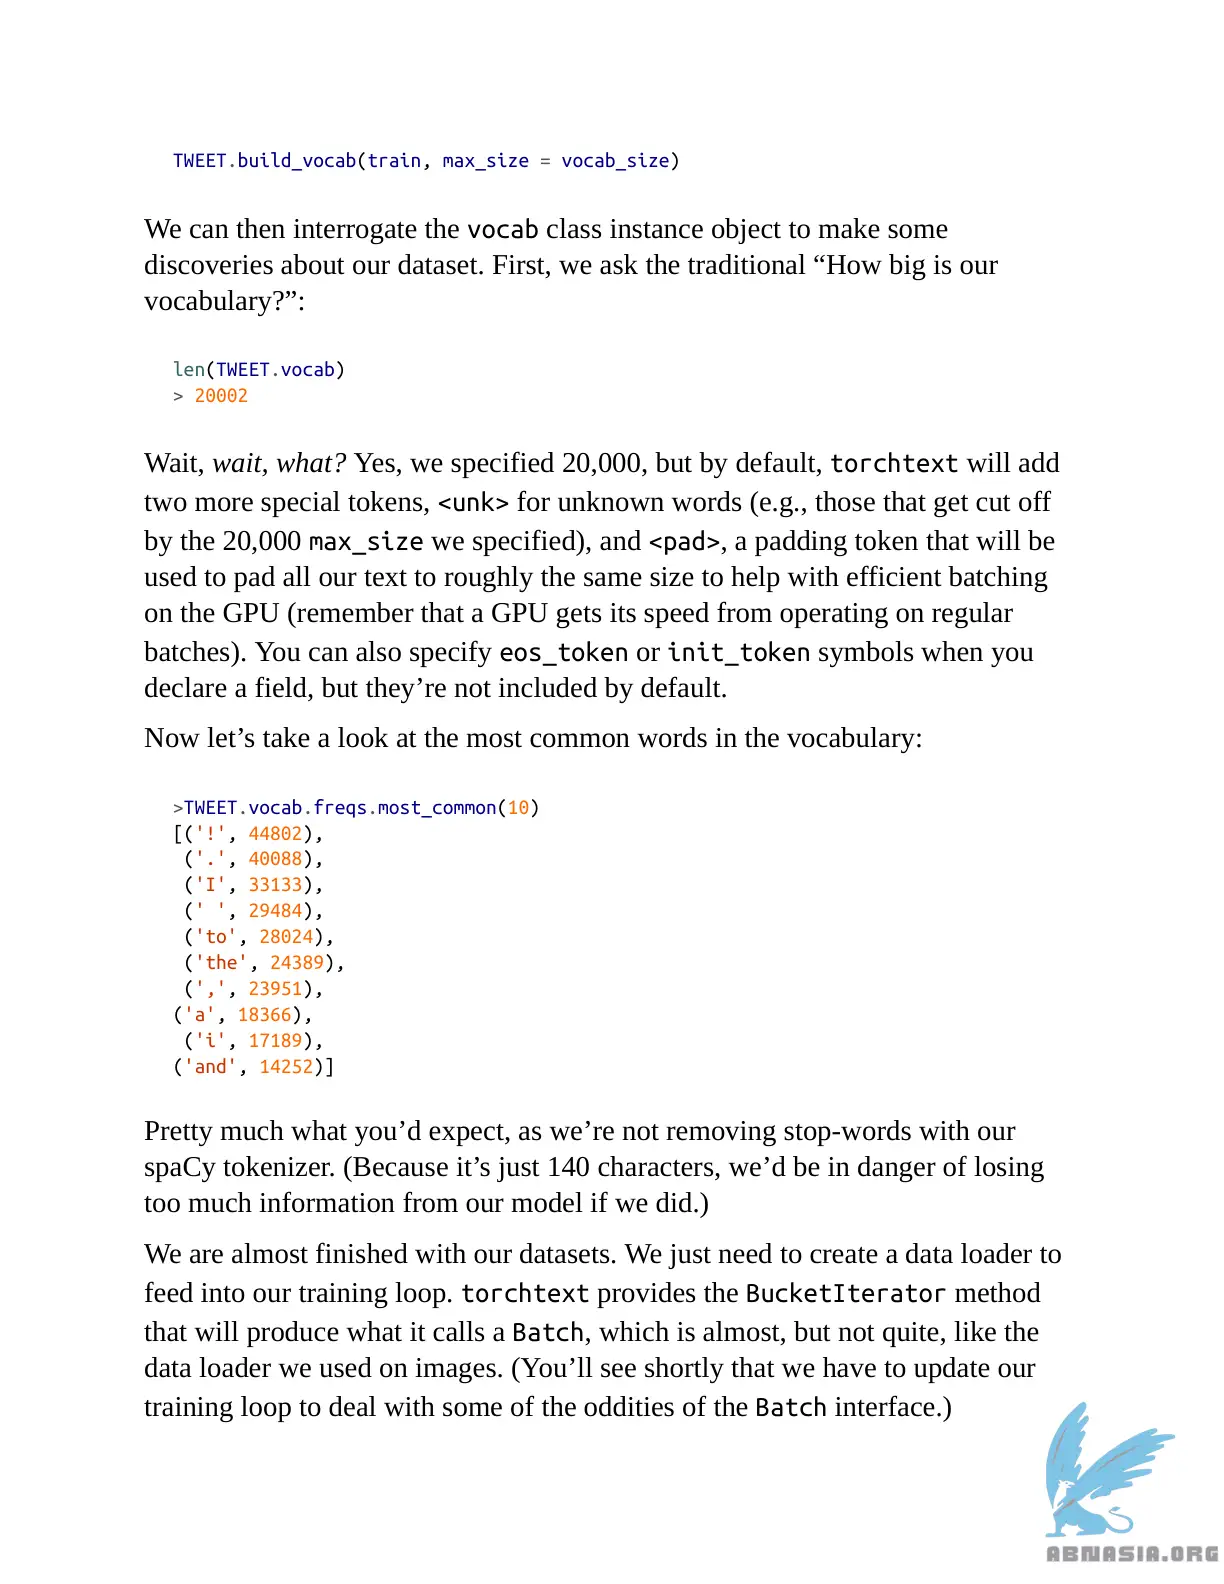 TWEET.build_vocab(train, max_size = vocab_size)
We can then interrogate the vocab class instance object to make some
discoveries about our dataset. First, we ask the traditional “How big is our
vocabulary?”:
len(TWEET.vocab)
> 20002
Wait, wait, what? Yes, we specified 20,000, but by default, torchtext will add
two more special tokens, <unk> for unknown words (e.g., those that get cut off
by the 20,000 max_size we specified), and <pad>, a padding token that will be
used to pad all our text to roughly the same size to help with efficient batching
on the GPU (remember that a GPU gets its speed from operating on regular
batches). You can also specify eos_token or init_token symbols when you
declare a field, but they’re not included by default.
Now let’s take a look at the most common words in the vocabulary:
>TWEET.vocab.freqs.most_common(10)
[('!', 44802),
 ('.', 40088),
 ('I', 33133),
 (' ', 29484),
 ('to', 28024),
 ('the', 24389),
 (',', 23951),
('a', 18366),
 ('i', 17189),
('and', 14252)]
Pretty much what you’d expect, as we’re not removing stop-words with our
spaCy tokenizer. (Because it’s just 140 characters, we’d be in danger of losing
too much information from our model if we did.)
We are almost finished with our datasets. We just need to create a data loader to
feed into our training loop. torchtext provides the BucketIterator method
that will produce what it calls a Batch, which is almost, but not quite, like the
data loader we used on images. (You’ll see shortly that we have to update our
training loop to deal with some of the oddities of the Batch interface.)
ABNASIA.ORG